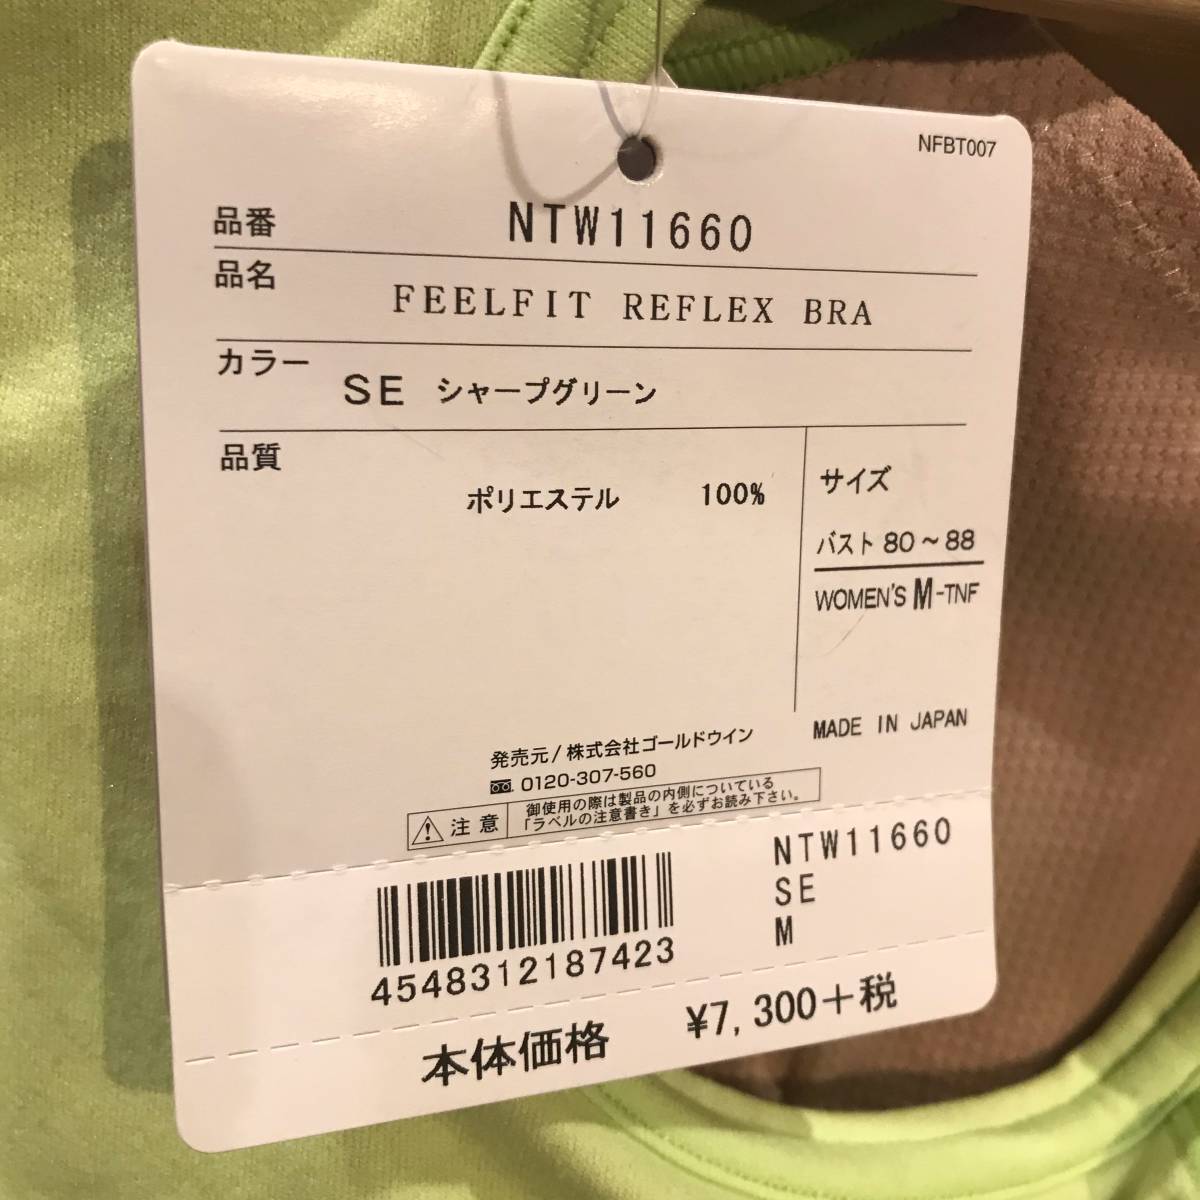 NFBT007
品番 NTW11660
品名 FEELFIT REFLEX BRA
カラー SE シャープグリーン
品質
ポリエステル 100%
サイズ
バスト 80～88
WOMEN'S M-TNF
MADE IN JAPAN
発売元/株式会社ゴールドウイン
0120-307-560
注意
御使用の際は製品の内側についている
「ラベルの注意書き」を必ずお読み下さい。
4548312187423
NTW11660
SE
M
本体価格 ¥7,300+税